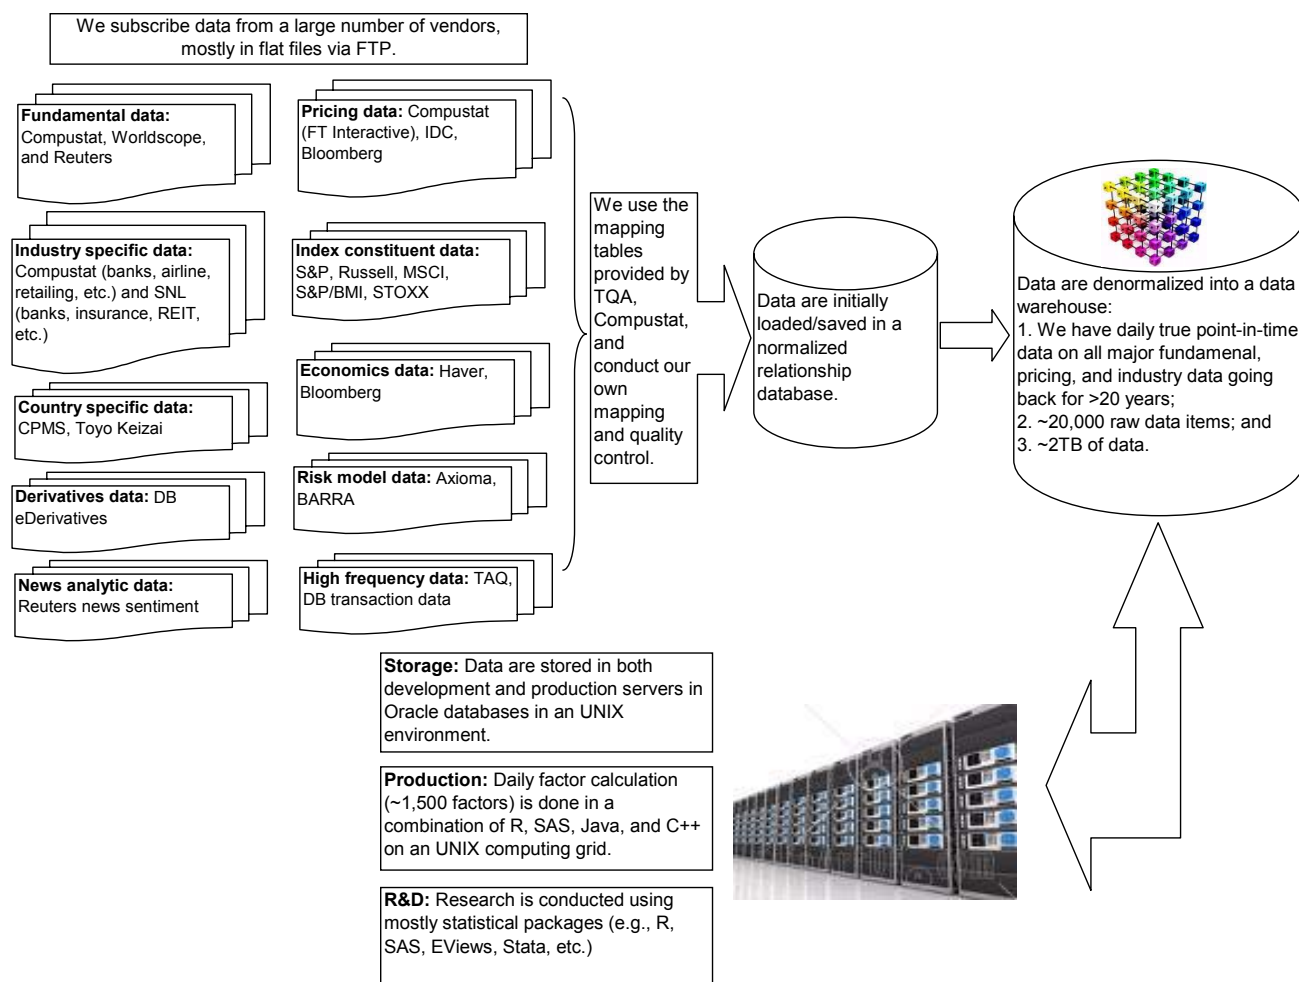 We subscribe data from a large number of vendors,
mostly in flat files via FTP.
Fundamental data:
Compustat, Worldscope,
and Reuters
Pricing data: Compustat
(FT Interactive), IDC,
Bloomberg
Industry specific data:
Compustat (banks, airline,
retailing, etc.) and SNL
(banks, insurance, REIT,
etc.)
Index constituent data:
S&P, Russell, MSCI,
S&P/BMI, STOXX
Economics data: Haver,
Bloomberg
Country specific data:
CPMS, Toyo Keizai
Risk model data: Axioma,
BARRA
Derivatives data: DB
eDerivatives
News analytic data:
Reuters news sentiment
High frequency data: TAQ,
DB transaction data
We use the
mapping
tables
provided by
TQA,
Compustat,
and
conduct our
own
mapping
and quality
control.
Data are initially
loaded/saved in a
normalized
relationship
database.
Data are denormalized into a data
warehouse:
1. We have daily true point-in-time
data on all major fundamenal,
pricing, and industry data going
back for >20 years;
2. ~20,000 raw data items; and
3. ~2TB of data.
Storage: Data are stored in both
development and production servers in
Oracle databases in an UNIX
environment.
Production: Daily factor calculation
(~1,500 factors) is done in a
combination of R, SAS, Java, and C++
on an UNIX computing grid.
R&D: Research is conducted using
mostly statistical packages (e.g., R,
SAS, EViews, Stata, etc.)